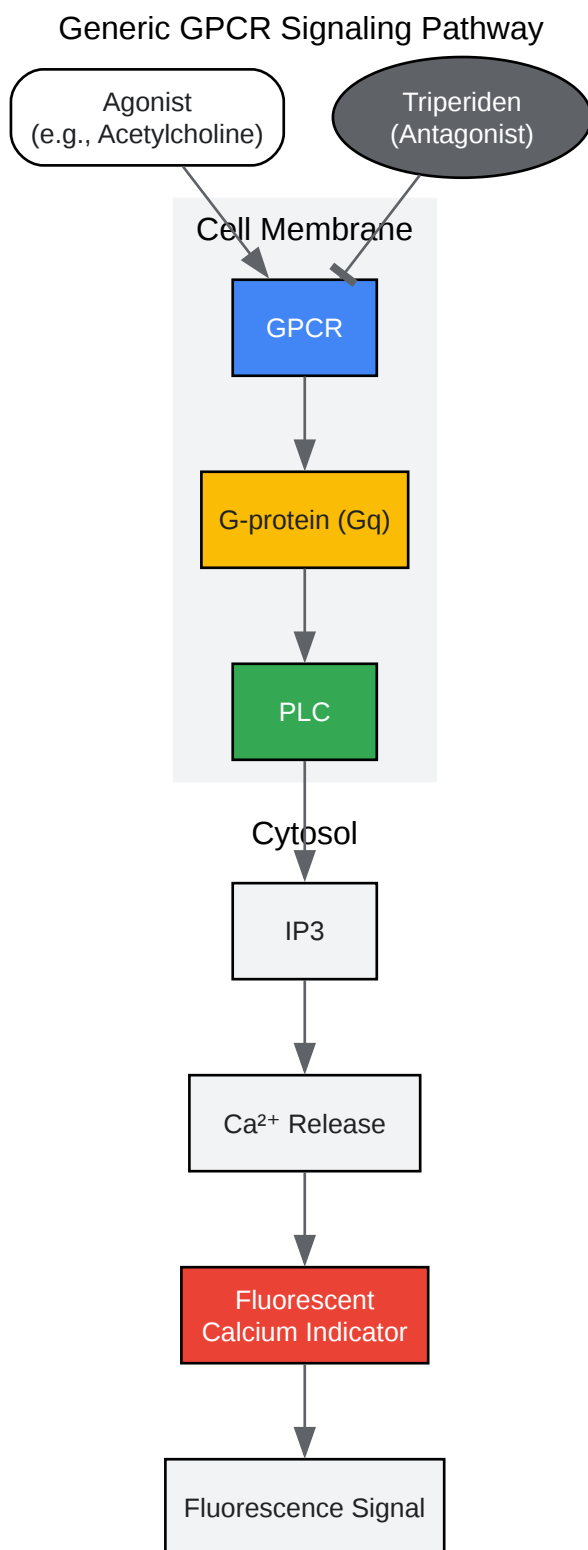 Generic GPCR Signaling Pathway
Agonist
(e.g., Acetylcholine)
Triperiden
(Antagonist)
Cell Membrane
GPCR
G-protein (Gq)
PLC
Cytosol
IP3
Ca²⁺ Release
Fluorescent
Calcium Indicator
Fluorescence Signal